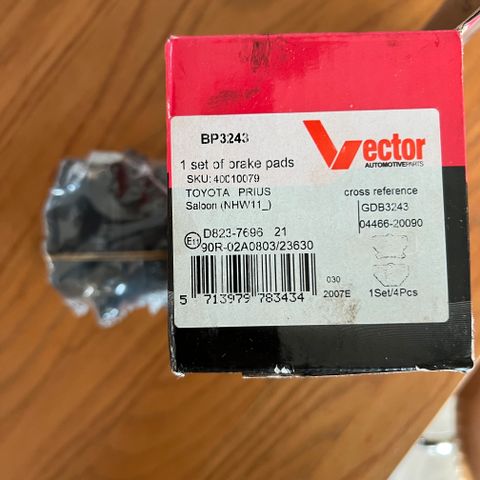 BP3243
Vector
AUTOMOTIVEPARTS
1 set of brake pads
SKU: 40010079
TOYOTA PRIUS
Saloon (NHW11_)
cross reference
GDB3243
04466-20090
E11
D823-7696 21
90R-02A0803/23630
5 713979 783434
030
2007E
1Set/4Pcs